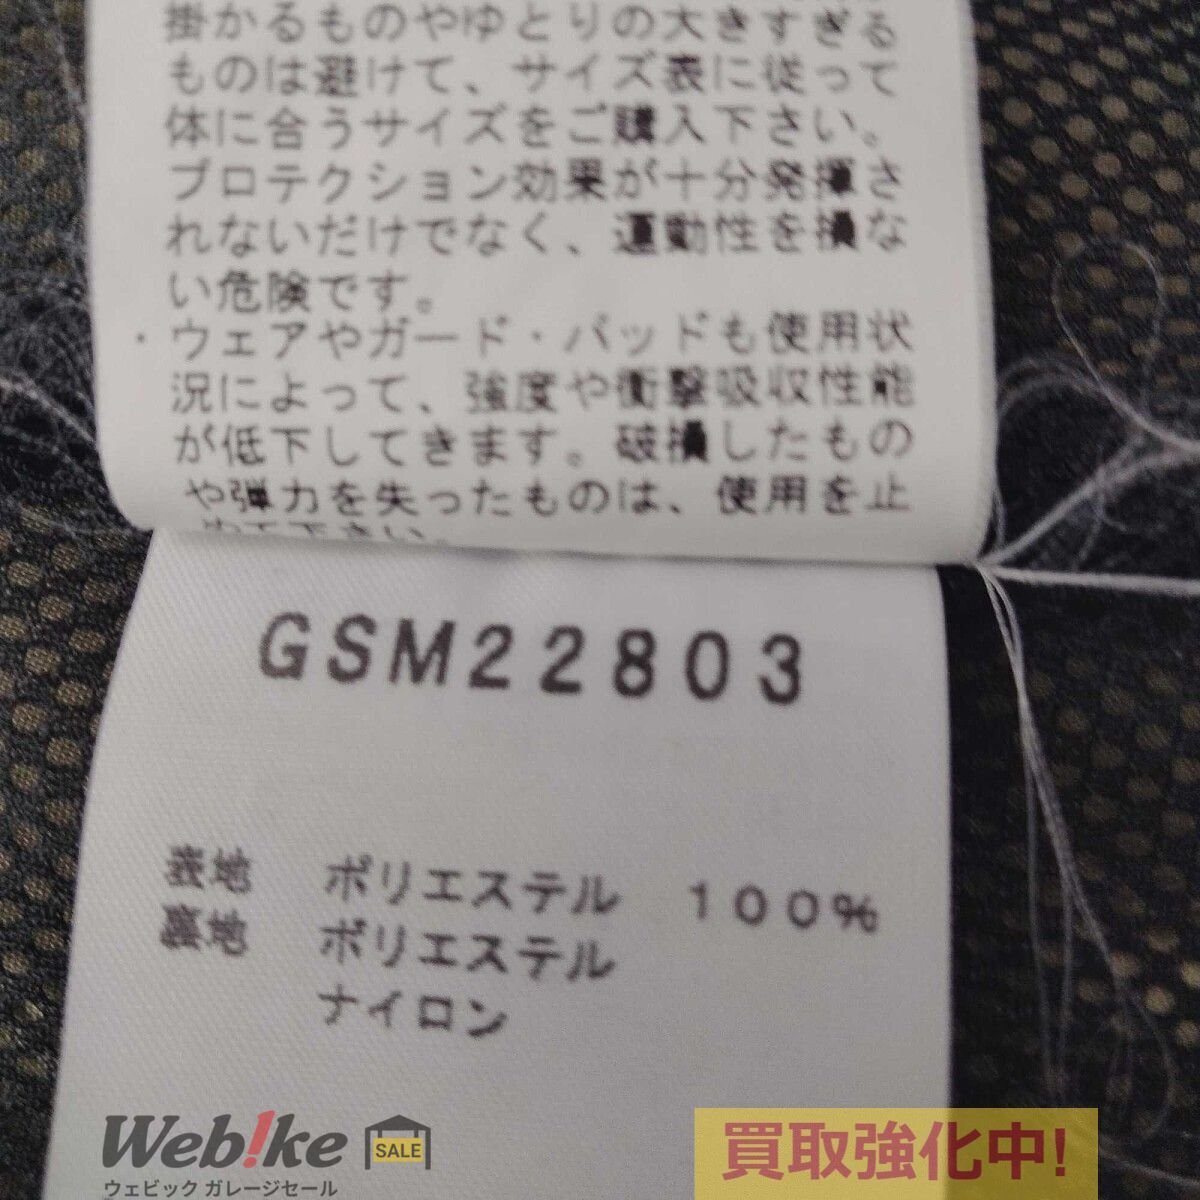 掛かるものやゆとりの大きすぎる
ものは避けて、サイズ表に従って
体に合うサイズをご購入下さい。
プロテクション効果が十分発揮さ
れないだけでなく、運動性を損な
い危険です。
・ウェアやガード・パッドも使用状
況によって、強度や衝撃吸収性能
が低下してきます。破損したもの
や弾力を失ったものは、使用を止
GSM22803
表地 ポリエステル 100%
裏地 ポリエステル
ナイロン
Web!ke SALE
ウェビック ガレージセール
買取強化中!